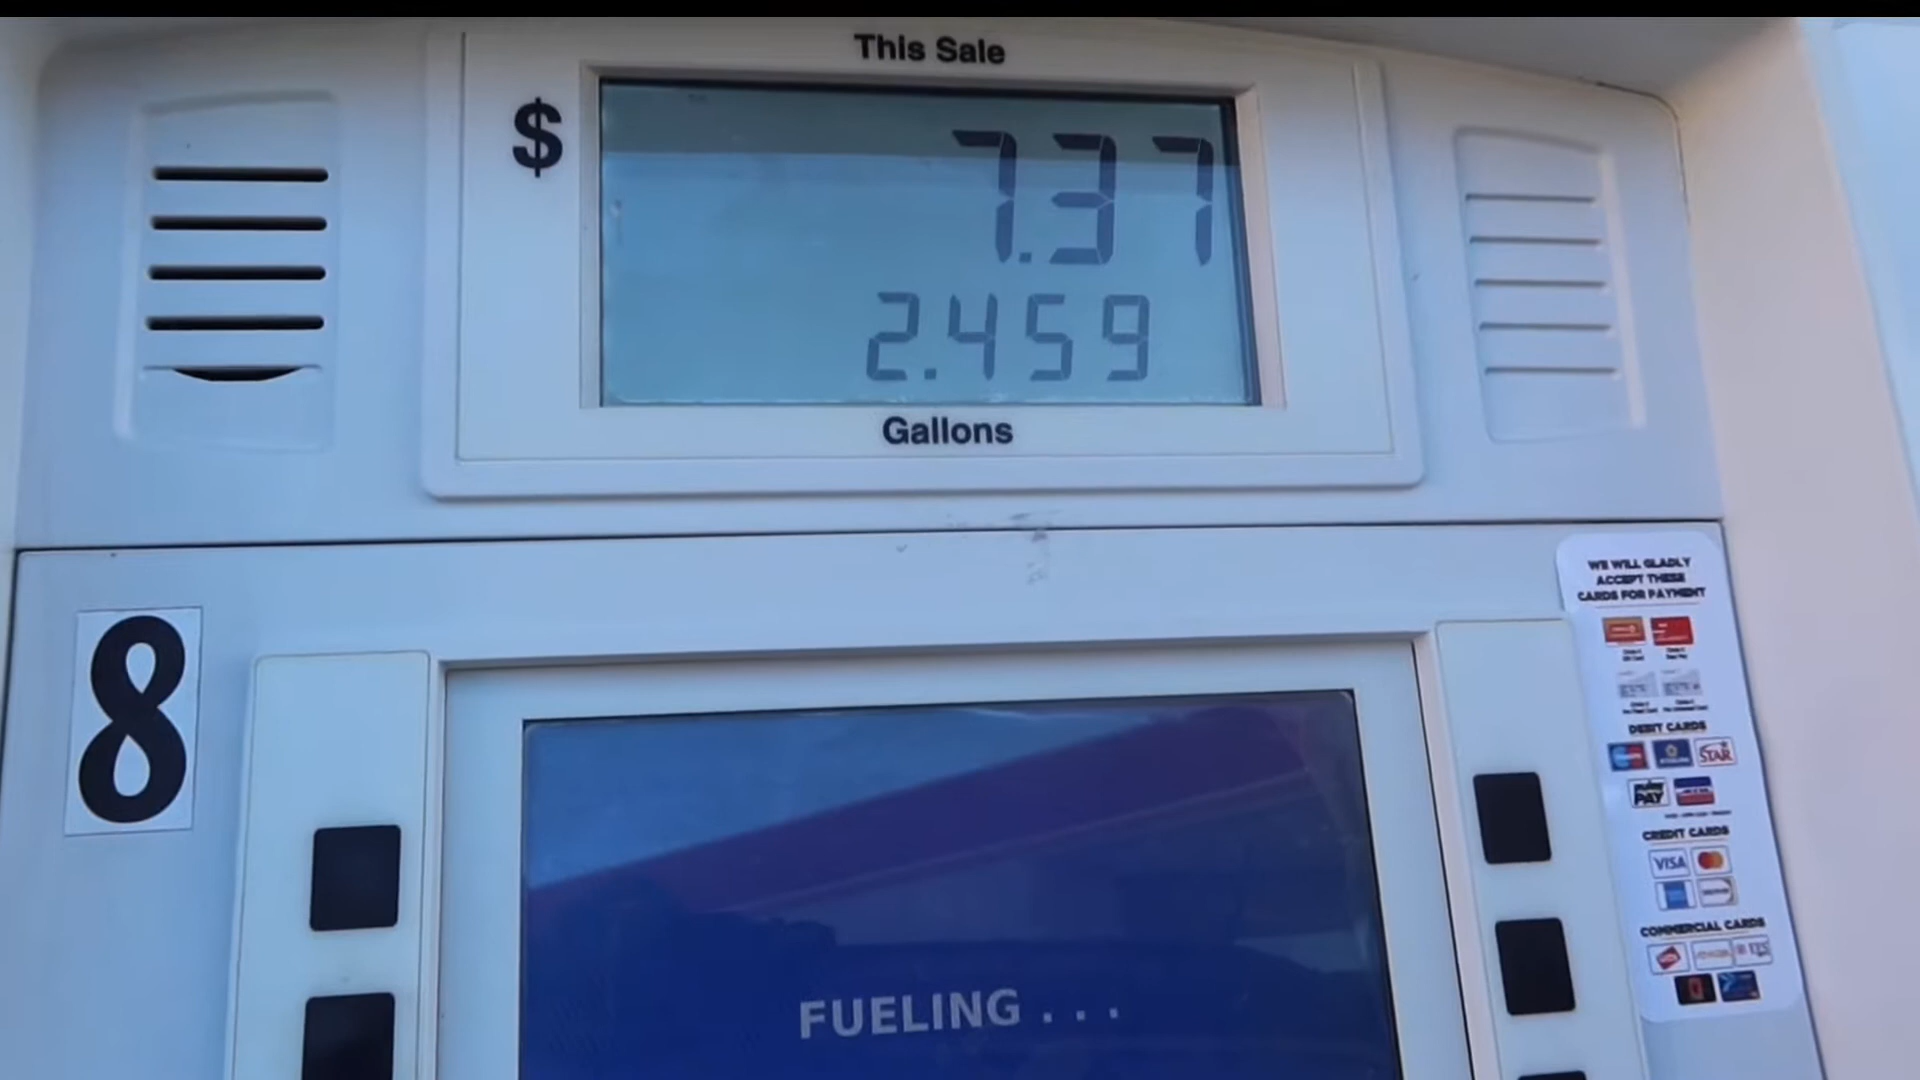 This Sale
$ 7.37
2.459
Gallons
8
WE WILL GLADLY
ACCEPT THESE
CARDS FOR PAYMENT
DEBIT CARDS
STAR
PAY
CREDIT CARDS
VISA
COMMERCIAL CARDS
FUELING . . .